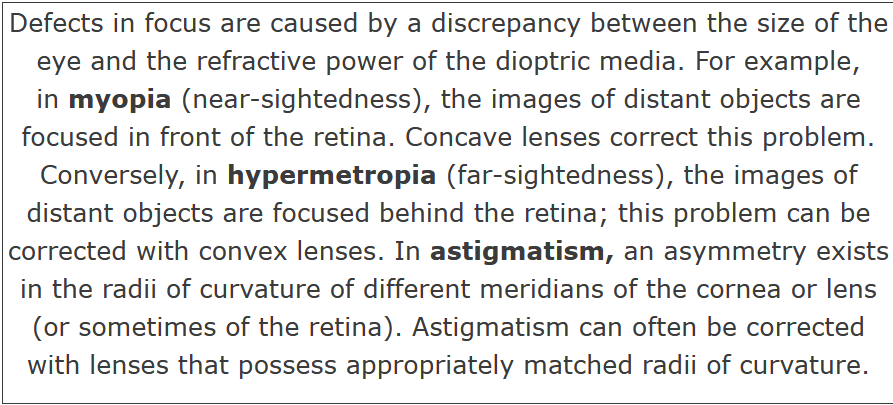 Defects in focus are caused by a discrepancy between the size of the
eye and the refractive power of the dioptric media. For example,
in myopia (near-sightedness), the images of distant objects are
focused in front of the retina. Concave lenses correct this problem.
Conversely, in hypermetropia (far-sightedness), the images of
distant objects are focused behind the retina; this problem can be
corrected with convex lenses. In astigmatism, an asymmetry exists
in the radii of curvature of different meridians of the cornea or lens
(or sometimes of the retina). Astigmatism can often be corrected
with lenses that possess appropriately matched radii of curvature.